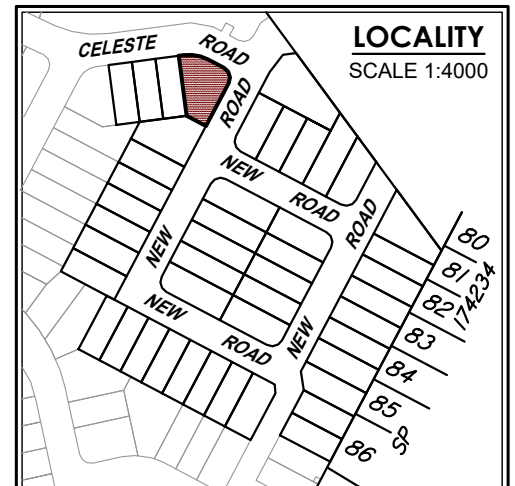 LOCALITY
SCALE 1:4000
CELESTE ROAD
ROAD
NEW ROAD
ROAD
NEW
NEW ROAD
NEW
80
81
82
83
84
85
86
SP 174234